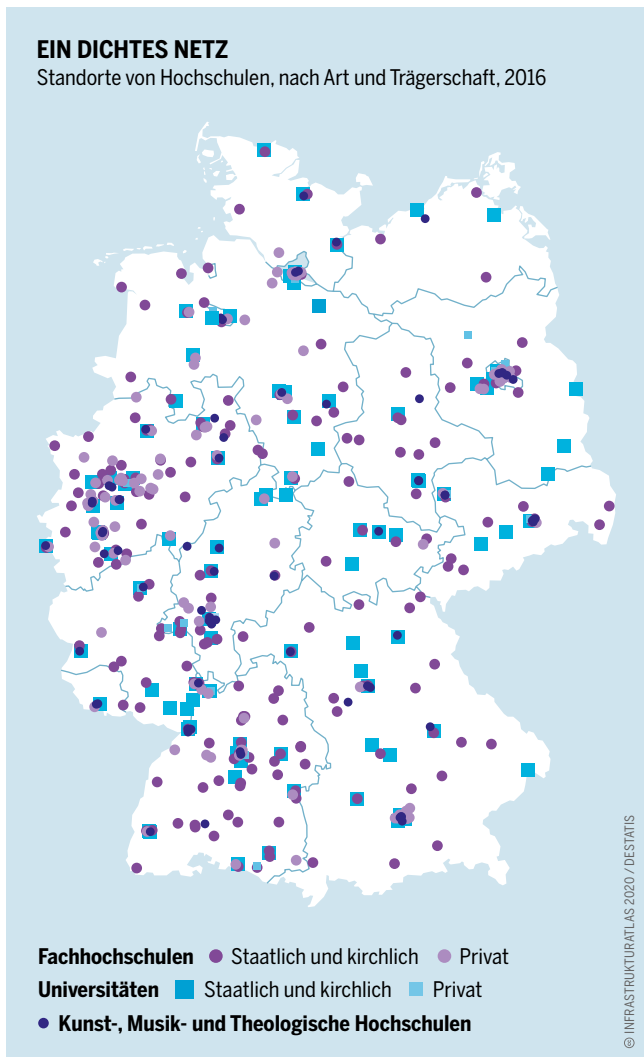 EIN DICHTES NETZ
Standorte von Hochschulen, nach Art und Trägerschaft, 2016
Fachhochschulen Staatlich und kirchlich Privat
Universitäten Staatlich und kirchlich Privat
Kunst-, Musik- und Theologische Hochschulen
© INFRASTRUKTURATLAS 2020 / DESTATIS